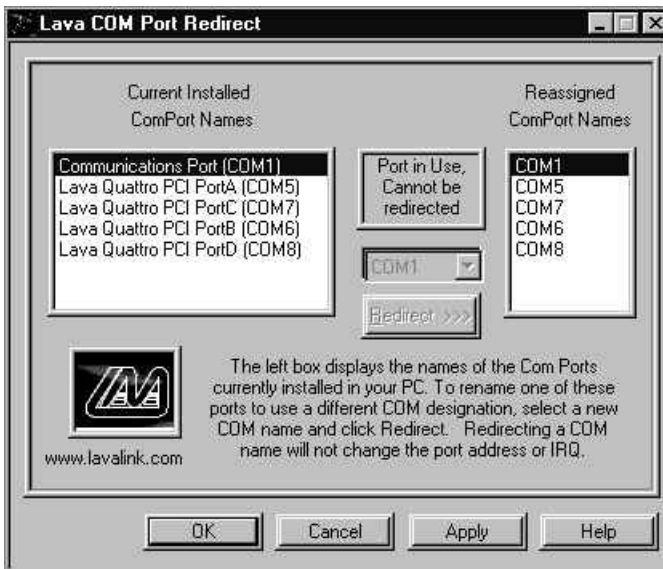 Lava COM Port Redirect
Current Installed
ComPort Names
Reassigned
ComPort Names
Communications Port (COM1)
Lava Quattro PCI PortA (COM5)
Lava Quattro PCI PortC (COM7)
Lava Quattro PCI PortB (COM6)
Lava Quattro PCI PortD (COM8)
Port in Use,
Cannot be
redirected
COM1
Redirect >>>
COM1
COM5
COM7
COM6
COM8
LAVA
www.lavalink.com
The left box displays the names of the Com Ports
currently installed in your PC. To rename one of these
ports to use a different COM designation, select a new
COM name and click Redirect. Redirecting a COM
name will not change the port address or IRQ.
OK
Cancel
Apply
Help